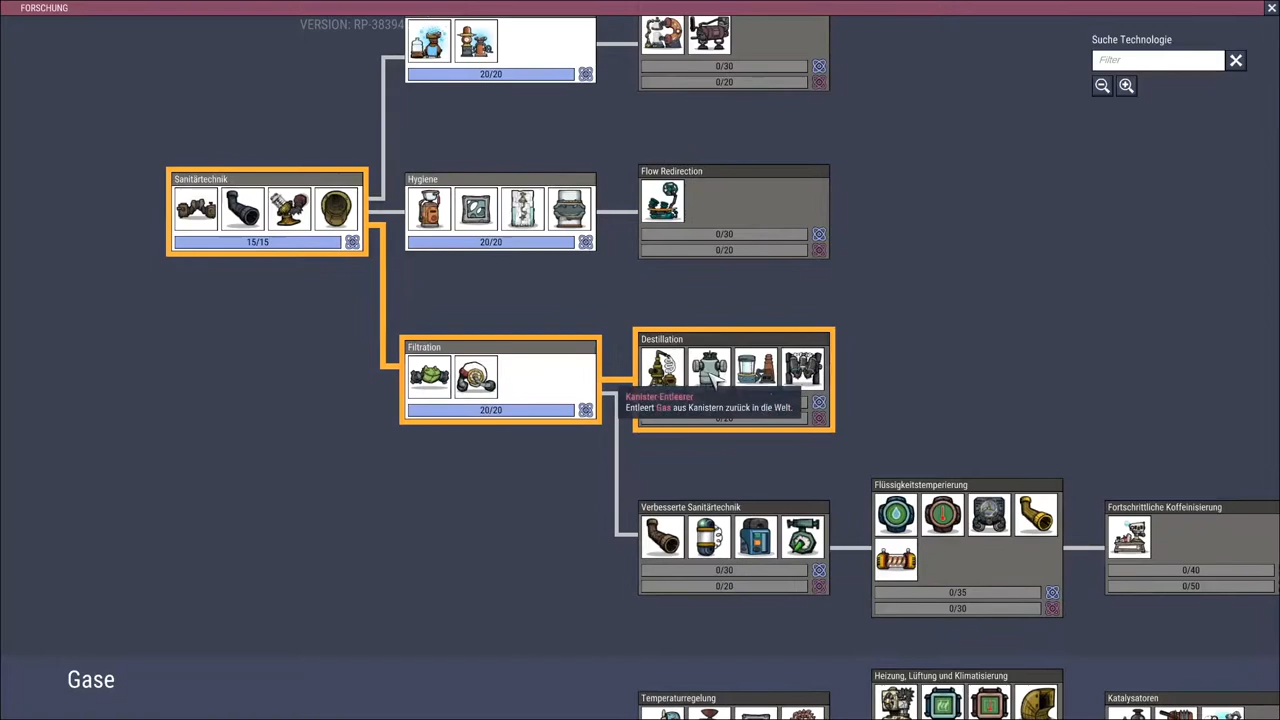 FORSCHUNG
VERSION: RP-38394
Suche Technologie
Filter
20/20
0/30
0/20
Sanitärtechnik
15/15
Hygiene
20/20
Flow Redirection
0/30
0/20
Filtration
20/20
Destillation
Kanister Entleerer
Entleert Gas aus Kanistern zurück in die Welt.
Verbesserte Sanitärtechnik
0/30
0/20
Flüssigkeitstemperierung
0/35
0/30
Fortschrittliche Koffeinisierung
0/40
0/50
Gase
Temperaturregelung
Heizung, Lüftung und Klimatisierung
Katalysatoren